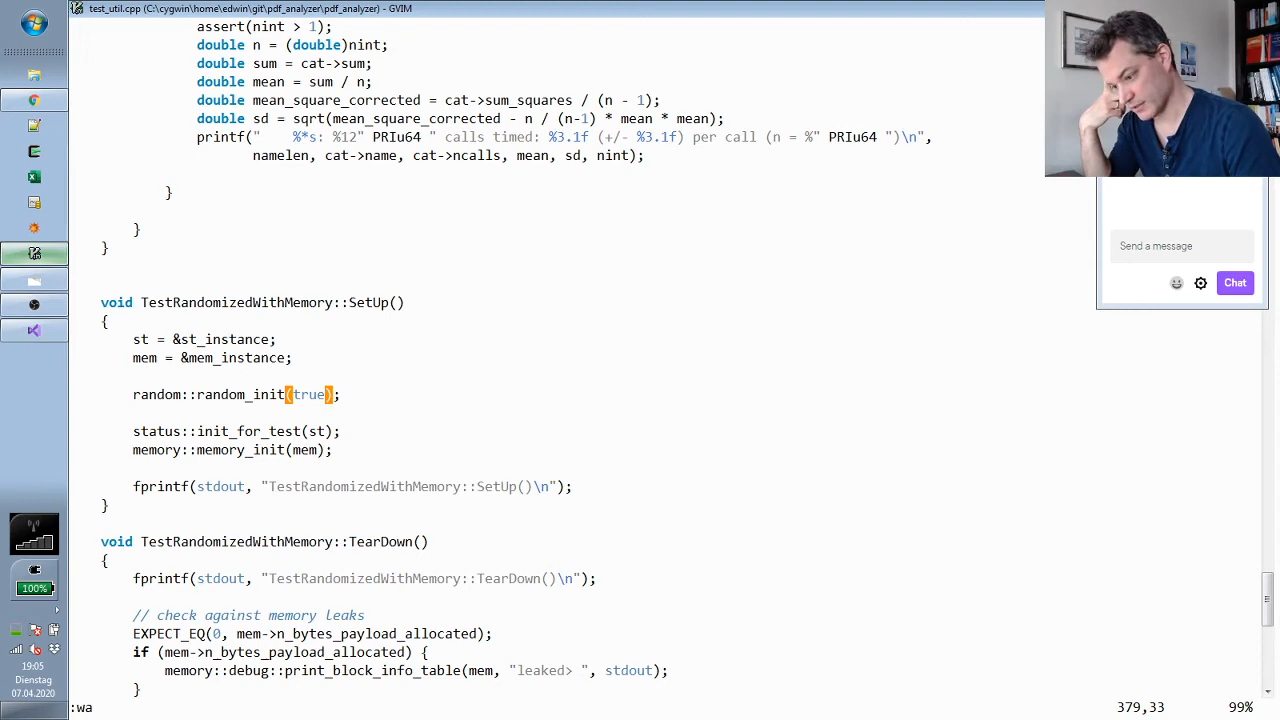 test_util.cpp (C:\cygwin\home\edwin\git\pdf_analyzer\pdf_analyzer) - GVIM
assert(nint > 1);
double n = (double)nint;
double sum = cat->sum;
double mean = sum / n;
double mean_square_corrected = cat->sum_squares / (n - 1);
double sd = sqrt(mean_square_corrected - n / (n-1) * mean * mean);
printf("    %*s: %12" PRIu64 " calls timed: %3.1f (+/- %3.1f) per call (n = %" PRIu64 ")\n",
namelen, cat->name, cat->ncalls, mean, sd, nint);
}
}
}
void TestRandomizedWithMemory::SetUp()
{
st = &st_instance;
mem = &mem_instance;
random::random_init(true);
status::init_for_test(st);
memory::memory_init(mem);
fprintf(stdout, "TestRandomizedWithMemory::SetUp()\n");
}
void TestRandomizedWithMemory::TearDown()
{
fprintf(stdout, "TestRandomizedWithMemory::TearDown()\n");
// check against memory leaks
EXPECT_EQ(0, mem->n_bytes_payload_allocated);
if (mem->n_bytes_payload_allocated) {
memory::debug::print_block_info_table(mem, "leaked> ", stdout);
}
:wa
379,33
99%
Send a message
Chat
100%
19:05
Dienstag
07.04.2020